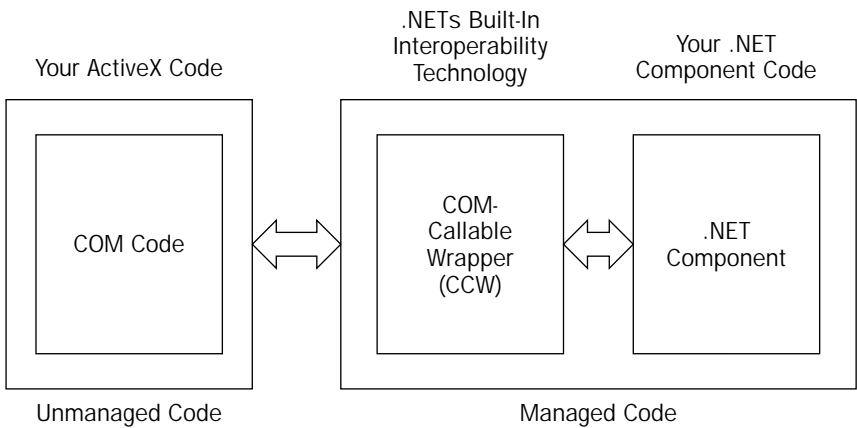 Your ActiveX Code
.NETs Built-In
Interoperability
Technology
Your .NET
Component Code
COM Code
COM-
Callable
Wrapper
(CCW)
.NET
Component
Unmanaged Code
Managed Code